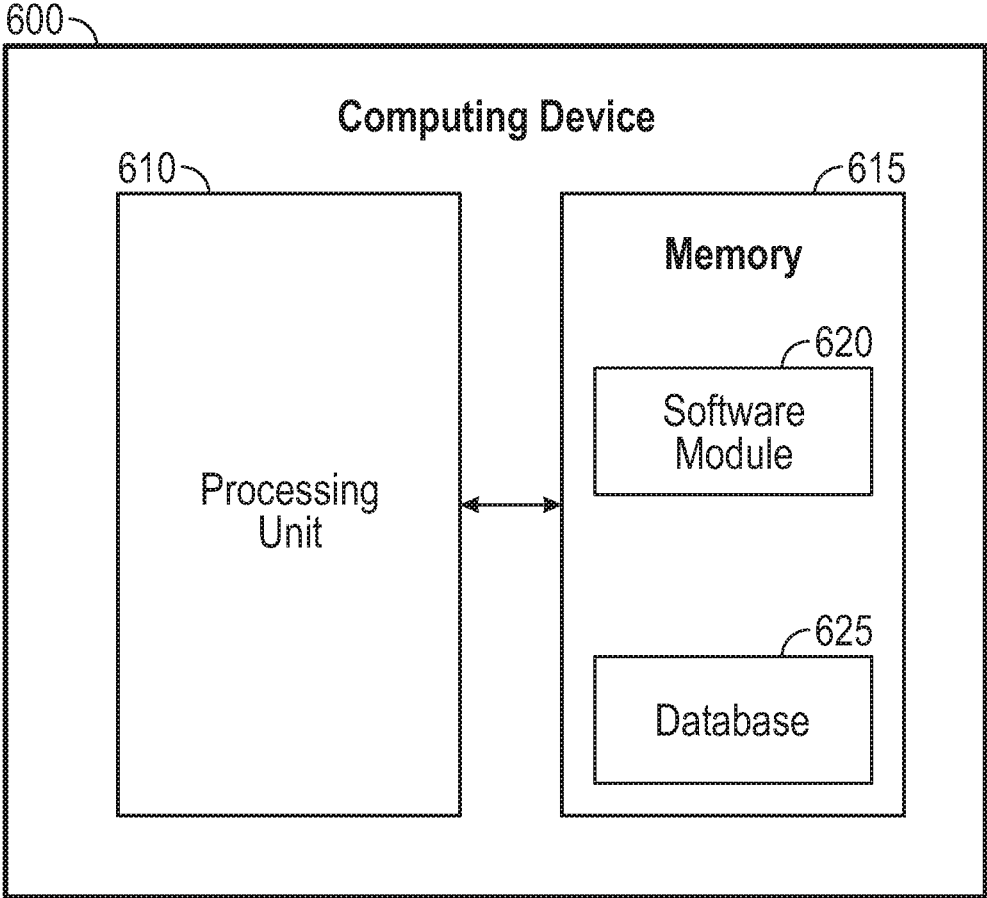 600
Computing Device
610
615
Memory
620
Software
Module
Processing
Unit
625
Database